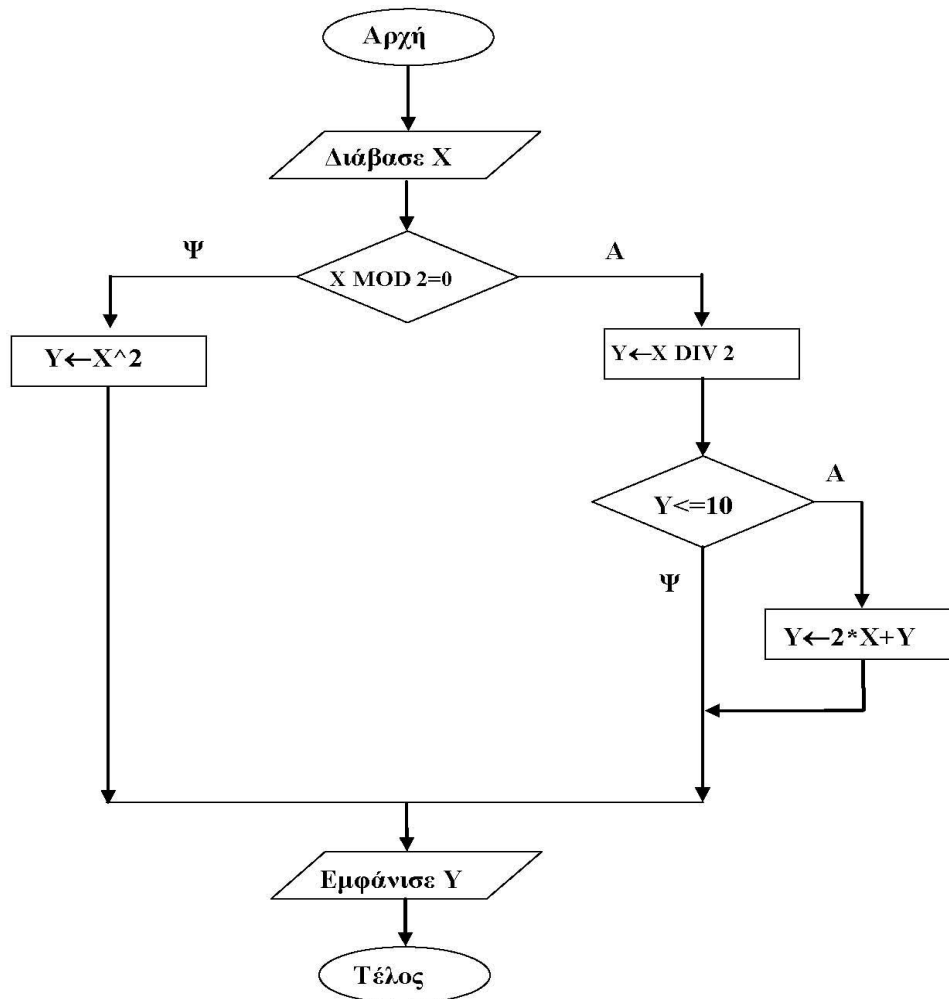 Αρχή
Διάβασε Χ
Ψ
Α
X MOD 2=0
Υ←Χ^2
Υ←Χ DIV 2
Α
Υ<=10
Ψ
Υ←2*Χ+Υ
Εμφάνισε Υ
Τέλος